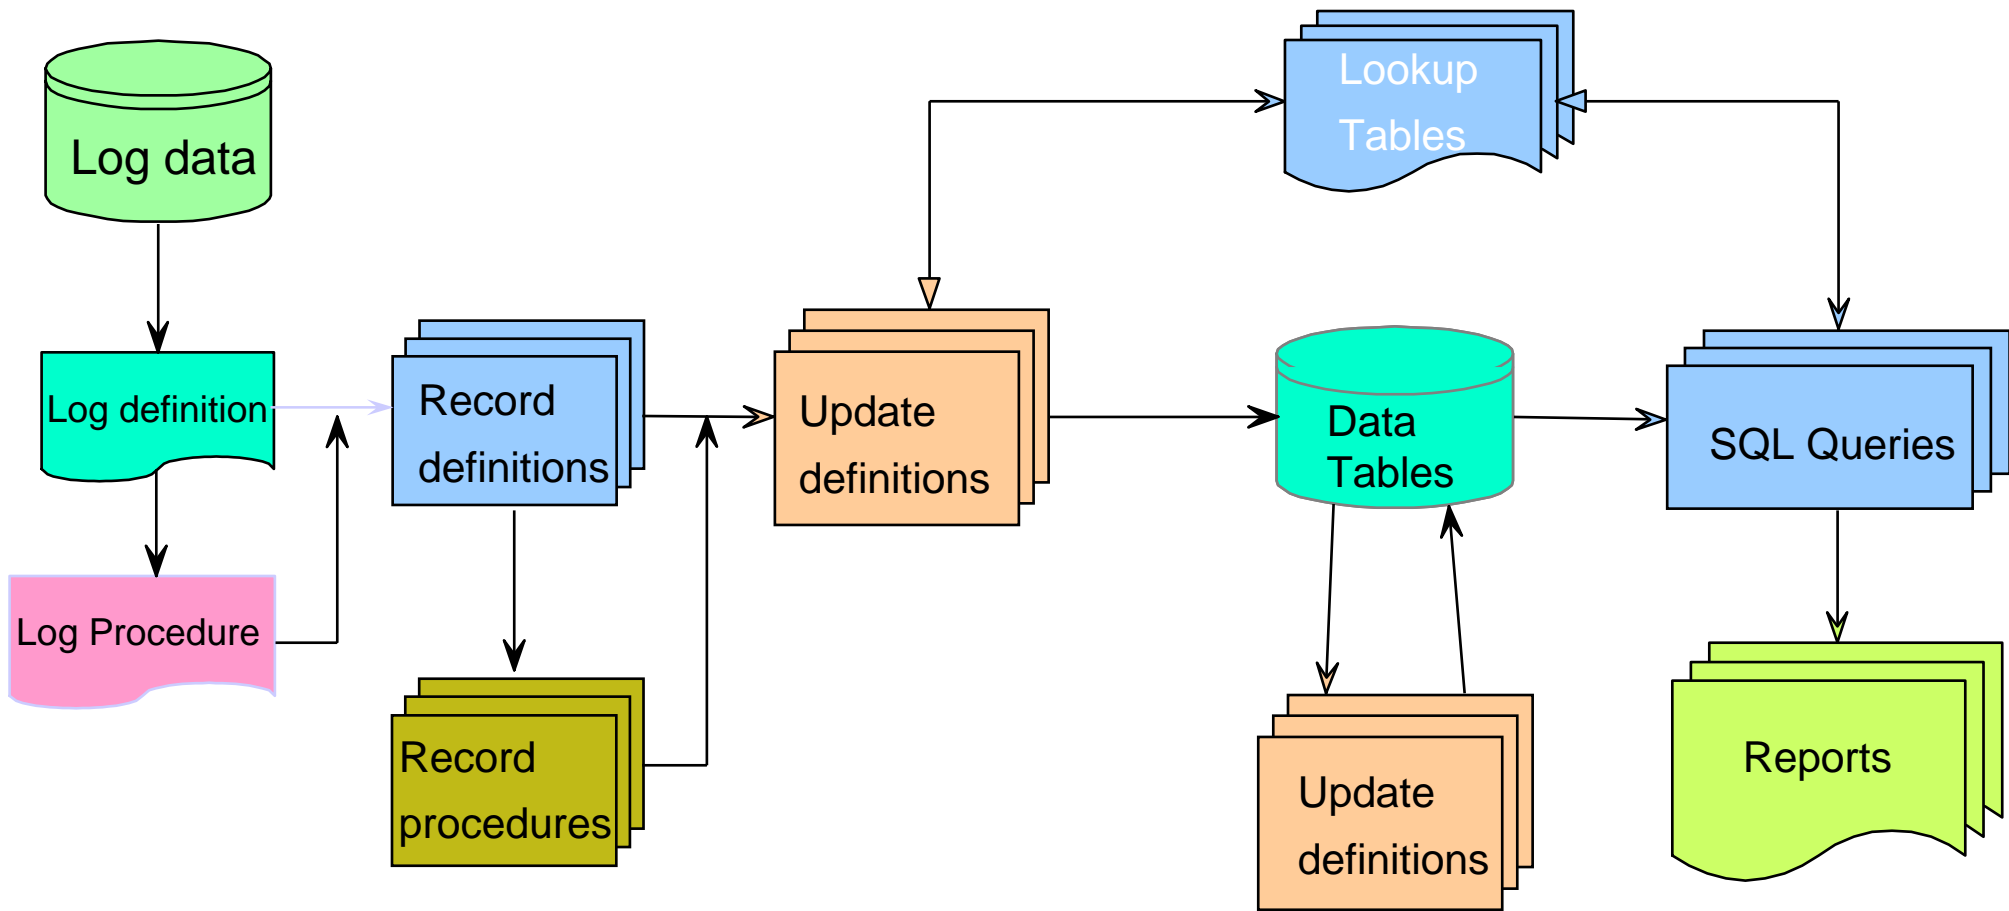 Lookup
Tables
Log data
Log definition
Record
definitions
Update
definitions
Data
Tables
SQL Queries
Log Procedure
Record
procedures
Update
definitions
Reports